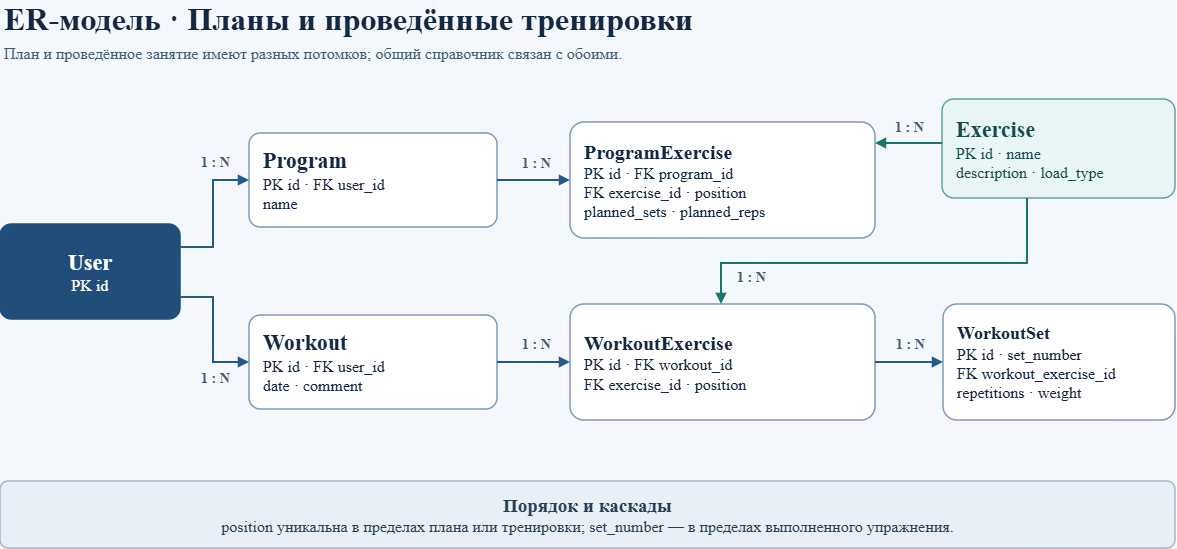 ER-модель · Планы и проведённые тренировки
План и проведённое занятие имеют разных потомков; общий справочник связан с обоими.
User
PK id
1 : N
Program
PK id · FK user_id
name
1 : N
ProgramExercise
PK id · FK program_id
FK exercise_id · position
planned_sets · planned_reps
1 : N
Exercise
PK id · name
description · load_type
1 : N
1 : N
Workout
PK id · FK user_id
date · comment
1 : N
WorkoutExercise
PK id · FK workout_id
FK exercise_id · position
1 : N
WorkoutSet
PK id · set_number
FK workout_exercise_id
repetitions · weight
Порядок и каскады
position уникальна в пределах плана или тренировки; set_number — в пределах выполненного упражнения.